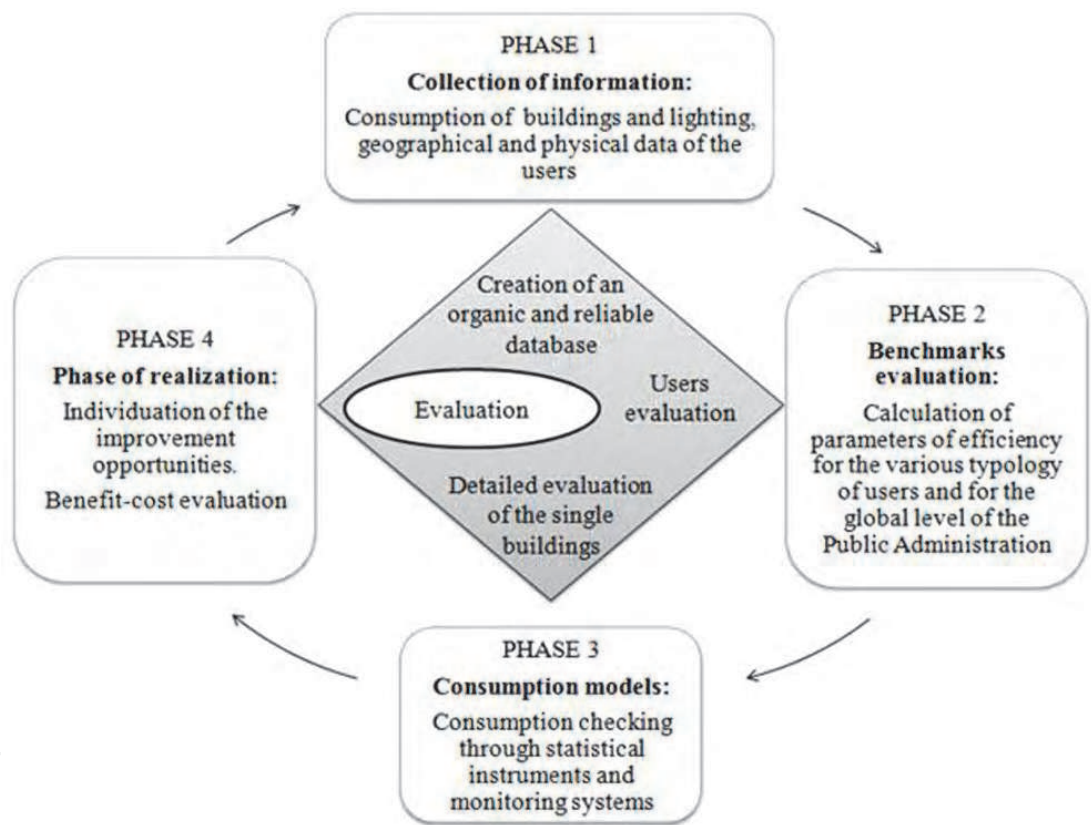 PHASE 1
Collection of information:
Consumption of buildings and lighting,
geographical and physical data of the
users
PHASE 2
Benchmarks
evaluation:
Calculation of
parameters of efficiency
for the various typology
of users and for the
global level of the
Public Administration
PHASE 3
Consumption models:
Consumption checking
through statistical
instruments and
monitoring systems
PHASE 4
Phase of realization:
Individuation of the
improvement
opportunities.
Benefit-cost evaluation
Creation of an
organic and reliable
database
Users
evaluation
Detailed evaluation
of the single
buildings
Evaluation